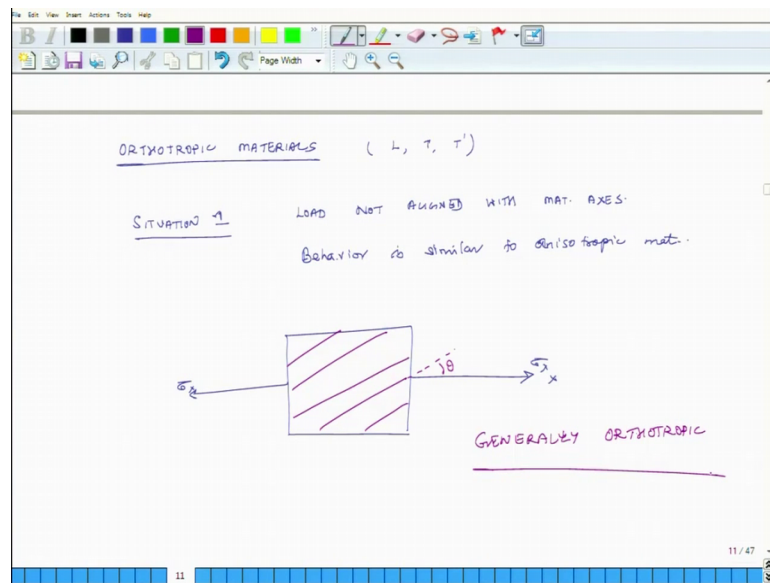 File Edit View Insert Actions Tools Help
B I
Page Width
ORTHOTROPIC MATERIALS ( L, T, T')
SITUATION 1 LOAD NOT ALIGNED WITH MAT. AXES.
Behavior is similar to anisotropic mat.
σx θ σx
x
GENERALLY ORTHOTROPIC
11 / 47
11